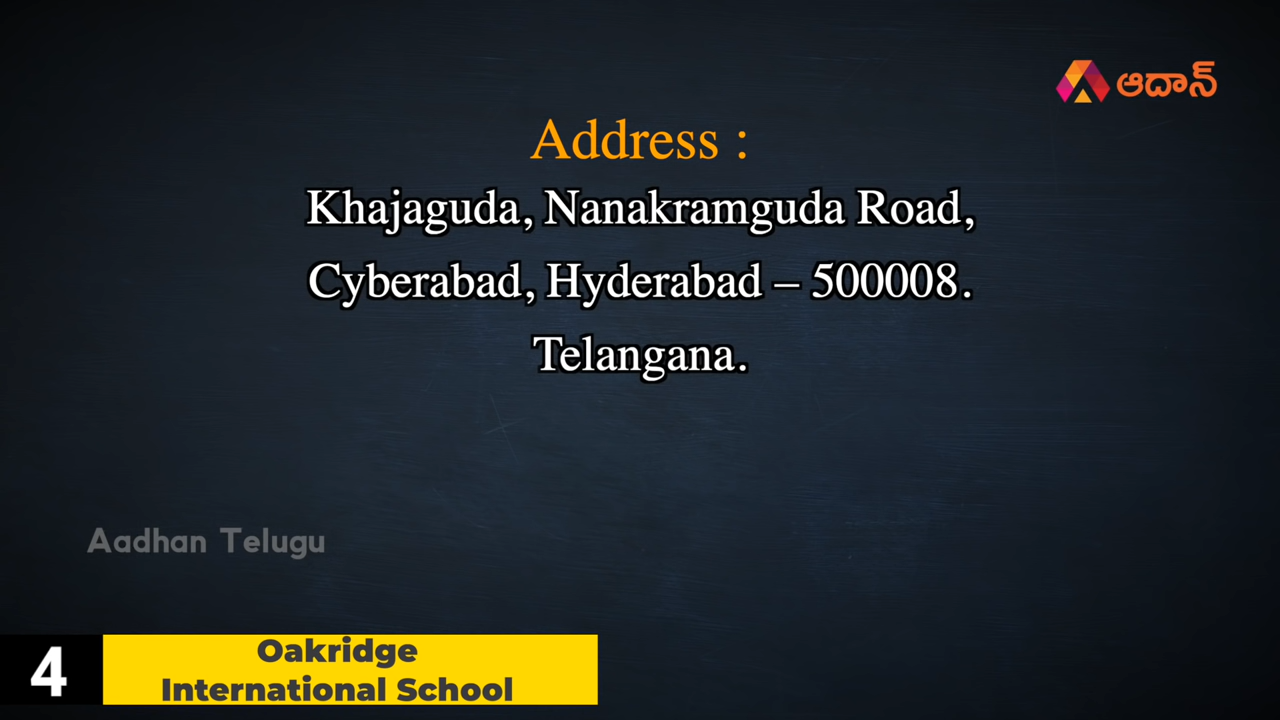 ఆదాన్
Address :
Khajaguda, Nanakramguda Road,
Cyberabad, Hyderabad – 500008.
Telangana.
Aadhan Telugu
4
Oakridge
International School